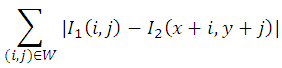 ∑_{(i,j)∈W} |I₁(i,j) − I₂(x + i, y + j)|